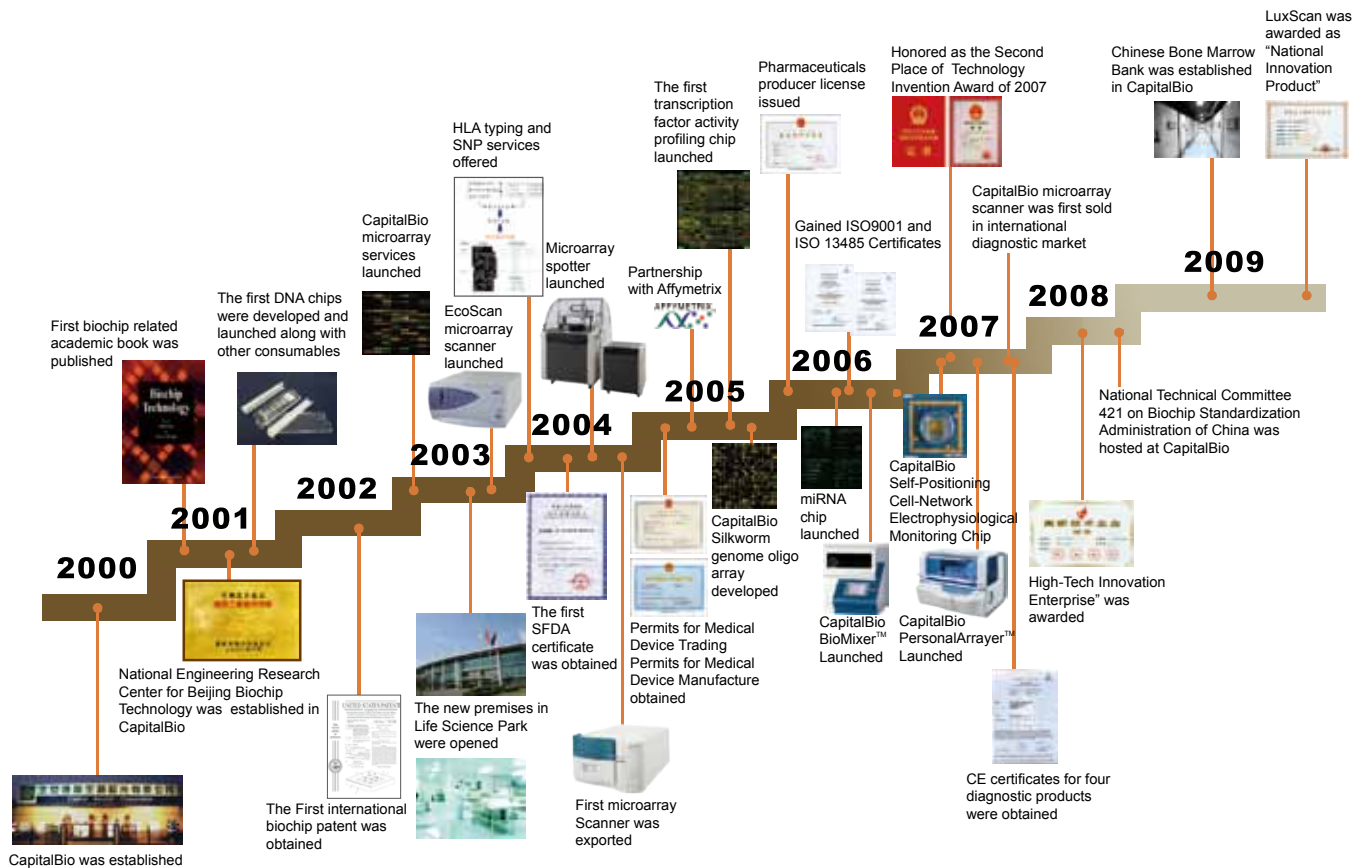 2000
CapitalBio was established
2001
First biochip related
academic book was
published
Biochip
Technology
National Engineering Research
Center for Beijing Biochip
Technology was established in
CapitalBio
The first DNA chips
were developed and
launched along with
other consumables
2002
UNITED STATES PATENT
The First international
biochip patent was
obtained
2003
CapitalBio
microarray
services
launched
The new premises in
Life Science Park
were opened
EcoScan
microarray
scanner
launched
2004
HLA typing and
SNP services
offered
The first
SFDA
certificate
was obtained
Microarray
spotter
launched
First microarray
Scanner was
exported
2005
Permits for Medical
Device Trading
Permits for Medical
Device Manufacture
obtained
Partnership
with Affymetrix
AFFYMETRIX
The first
transcription
factor activity
profiling chip
launched
CapitalBio
Silkworm
genome oligo
array
developed
2006
Pharmaceuticals
producer license
issued
miRNA
chip
launched
Gained ISO9001 and
ISO 13485 Certificates
CapitalBio
BioMixer™
Launched
2007
CapitalBio
Self-Positioning
Cell-Network
Electrophysiological
Monitoring Chip
Honored as the Second
Place of Technology
Invention Award of 2007
CapitalBio
PersonalArrayer™
Launched
CapitalBio microarray
scanner was first sold
in international
diagnostic market
CE certificates for four
diagnostic products
were obtained
2008
High-Tech Innovation
Enterprise” was
awarded
National Technical Committee
421 on Biochip Standardization
Administration of China was
hosted at CapitalBio
2009
Chinese Bone Marrow
Bank was established
in CapitalBio
LuxScan was
awarded as
“National
Innovation
Product”